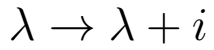 λ → λ + i